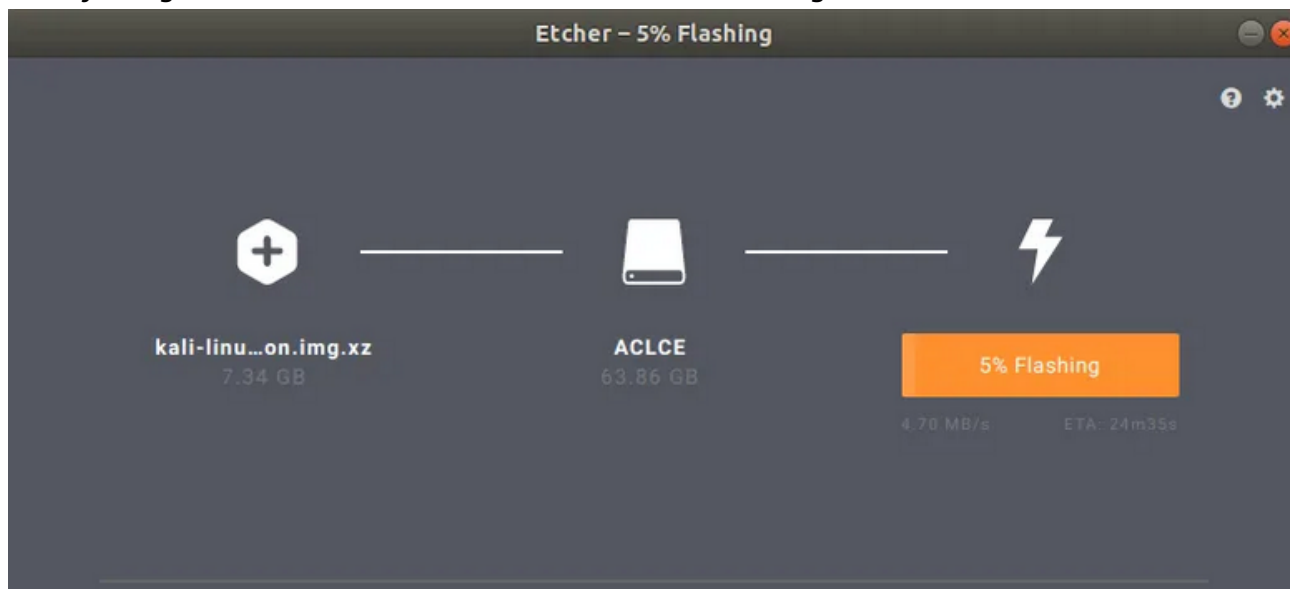 Etcher – 5% Flashing
kali-linu...on.img.xz
7.34 GB
ACLCE
63.86 GB
5% Flashing
4.70 MB/s ETA: 24m35s